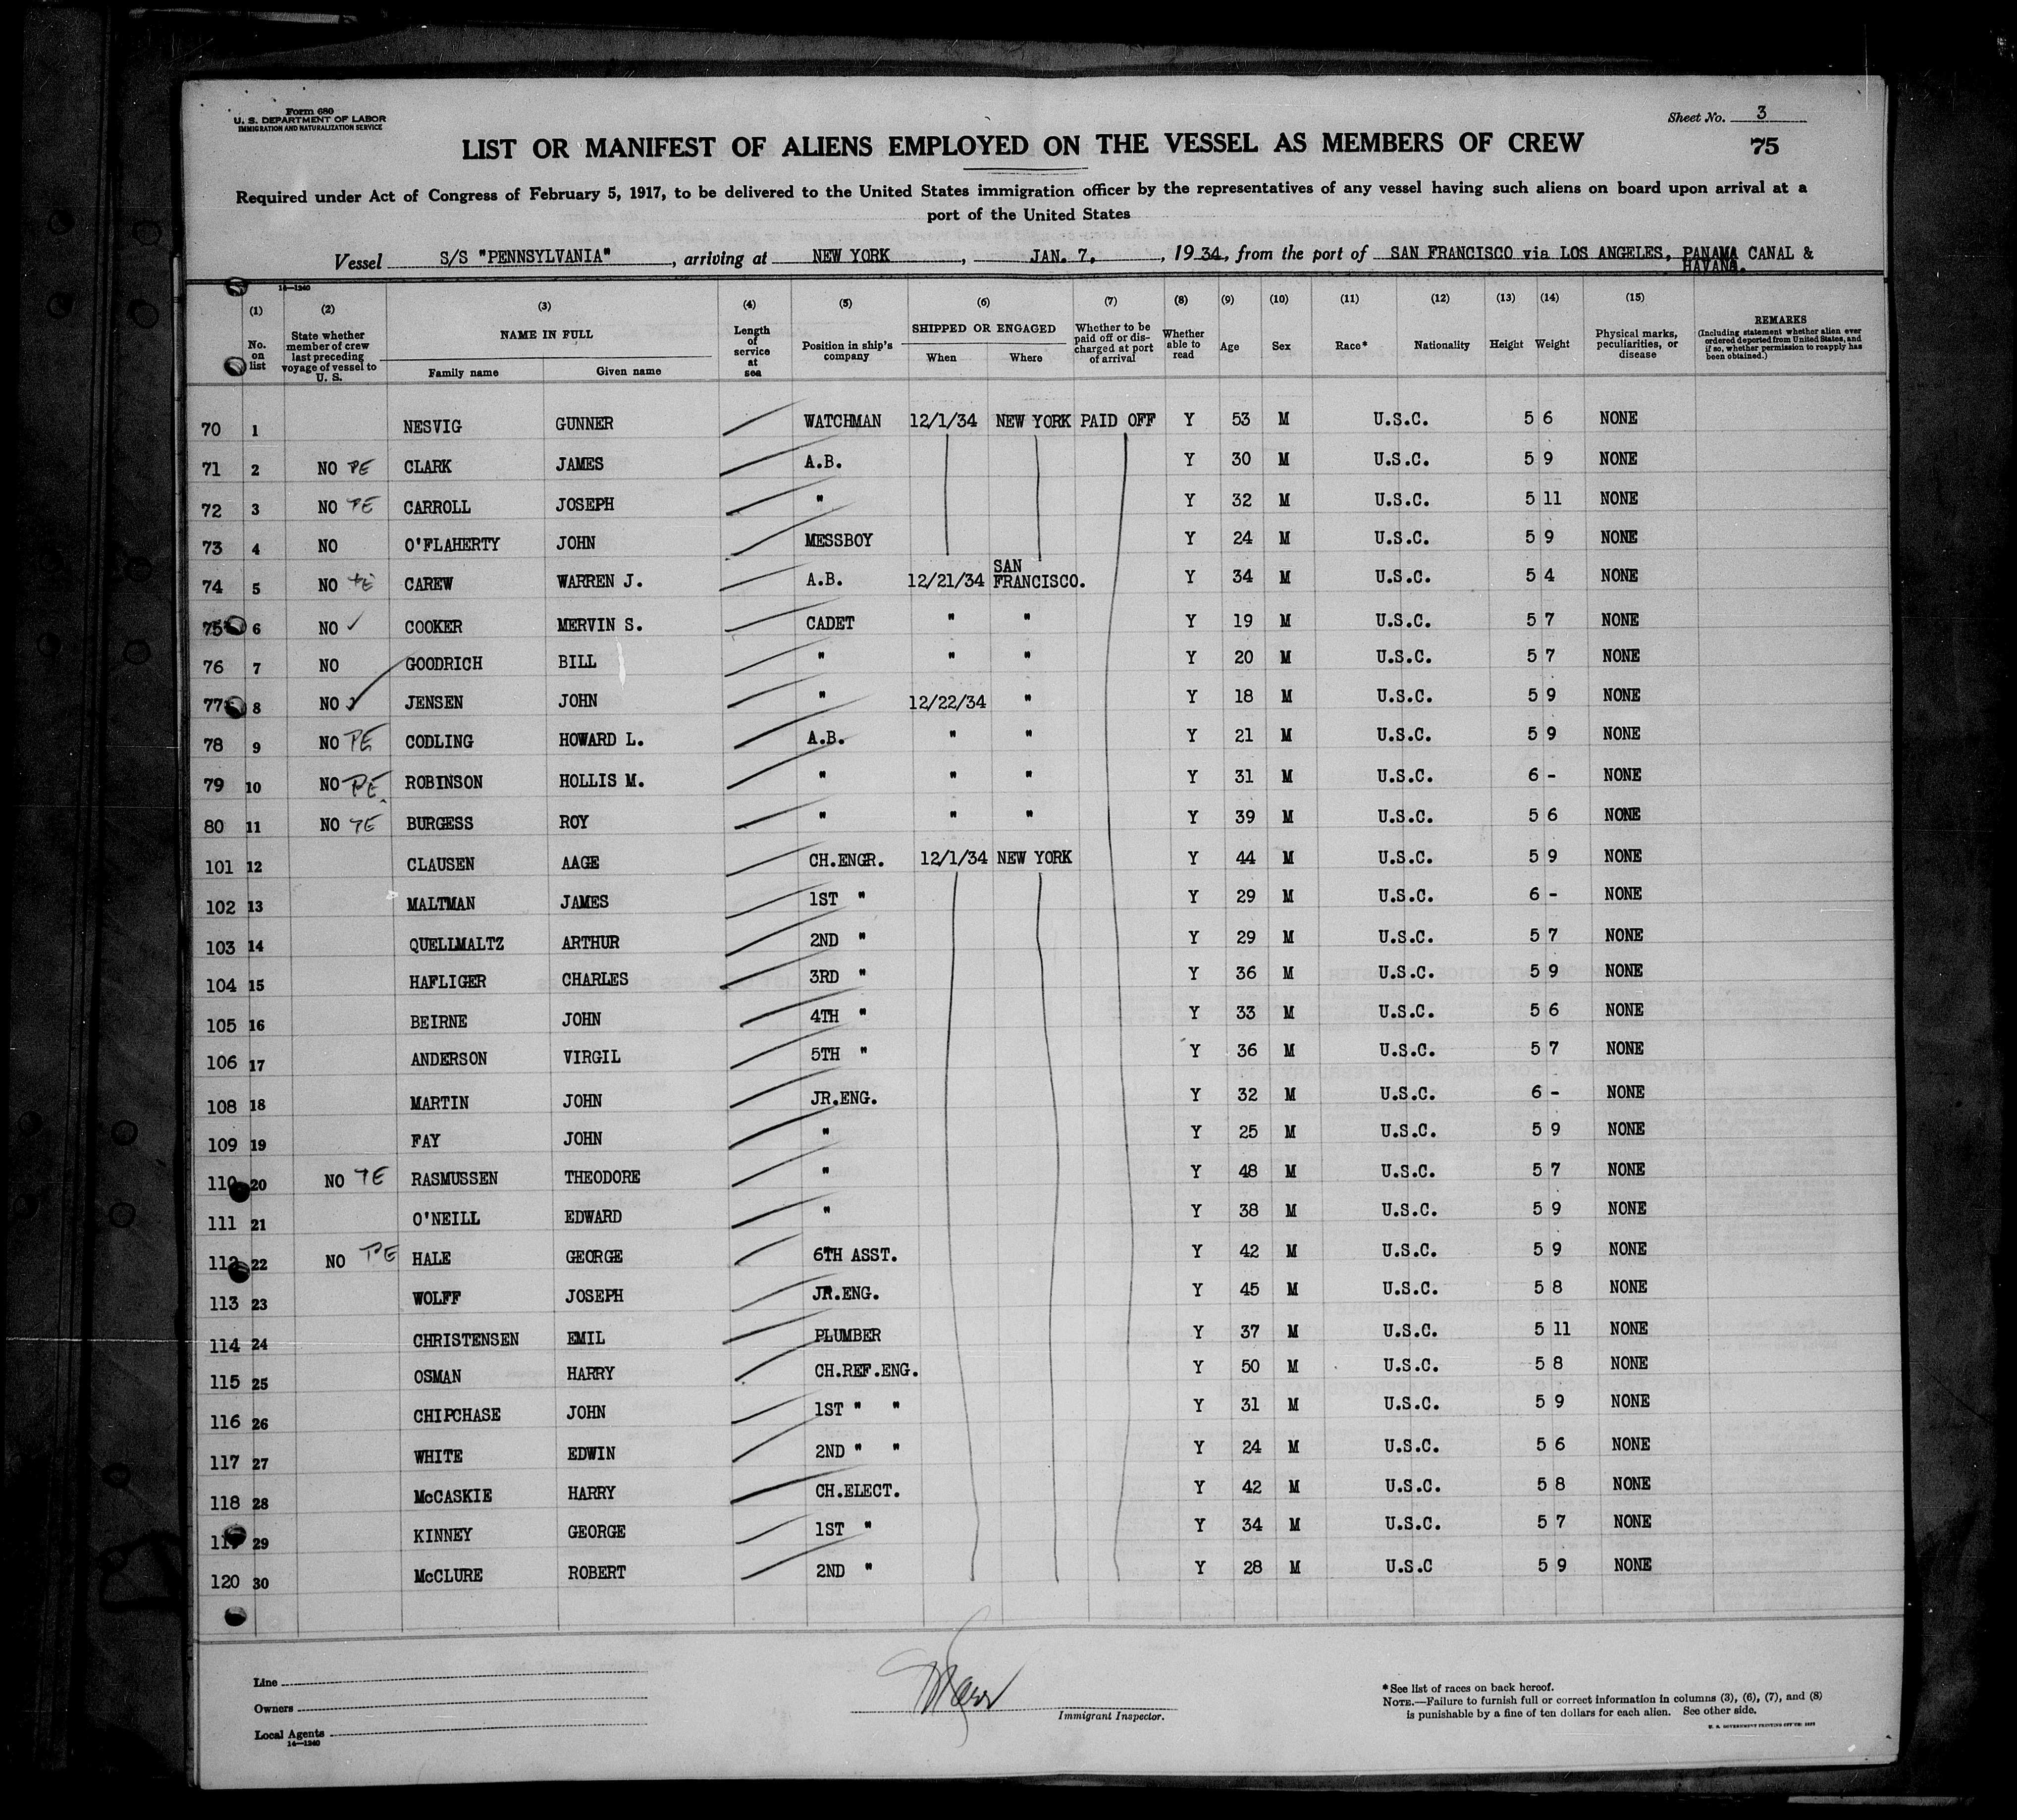 Form 680
U. S. DEPARTMENT OF LABOR
IMMIGRATION AND NATURALIZATION SERVICE
Sheet No. 3
75
LIST OR MANIFEST OF ALIENS EMPLOYED ON THE VESSEL AS MEMBERS OF CREW
Required under Act of Congress of February 5, 1917, to be delivered to the United States immigration officer by the representatives of any vessel having such aliens on board upon arrival at a
port of the United States
Vessel S/S "PENNSYLVANIA", arriving at NEW YORK, JAN. 7, 1934, from the port of SAN FRANCISCO via LOS ANGELES, PANAMA CANAL &
HAVANA.
14—1240
(1) (2) (3) (4) (5) (6) (7) (8) (9) (10) (11) (12) (13) (14) (15)
No. on list
State whether member of crew last preceding voyage of vessel to U. S.
NAME IN FULL
Family name
Given name
Length of service at sea
Position in ship's company
SHIPPED OR ENGAGED
When
Where
Whether to be paid off or discharged at port of arrival
Whether able to read
Age
Sex
Race*
Nationality
Height
Weight
Physical marks, peculiarities, or disease
REMARKS
(Including statement whether alien ever ordered deported from United States, and if so, whether permission to reapply has been obtained.)
70 1 NESVIG GUNNER WATCHMAN 12/1/34 NEW YORK PAID OFF Y 53 M U.S.C. 5 6 NONE
71 2 NO PE CLARK JAMES A.B. Y 30 M U.S.C. 5 9 NONE
72 3 NO PE CARROLL JOSEPH " Y 32 M U.S.C. 5 11 NONE
73 4 NO O'FLAHERTY JOHN MESSBOY Y 24 M U.S.C. 5 9 NONE
74 5 NO PE CAREW WARREN J. A.B. 12/21/34 SAN FRANCISCO. Y 34 M U.S.C. 5 4 NONE
75 6 NO ✓ COOKER MERVIN S. CADET " " Y 19 M U.S.C. 5 7 NONE
76 7 NO GOODRICH BILL " " " Y 20 M U.S.C. 5 7 NONE
77 8 NO ✓ JENSEN JOHN " 12/22/34 " Y 18 M U.S.C. 5 9 NONE
78 9 NO PE CODLING HOWARD L. A.B. " " Y 21 M U.S.C. 5 9 NONE
79 10 NO PE ROBINSON HOLLIS M. " " " Y 31 M U.S.C. 6 - NONE
80 11 NO PE BURGESS ROY " " " Y 39 M U.S.C. 5 6 NONE
101 12 CLAUSEN AAGE CH.ENGR. 12/1/34 NEW YORK Y 44 M U.S.C. 5 9 NONE
102 13 MALTMAN JAMES 1ST " Y 29 M U.S.C. 6 - NONE
103 14 QUELLMALTZ ARTHUR 2ND " Y 29 M U.S.C. 5 7 NONE
104 15 HAFLIGER CHARLES 3RD " Y 36 M U.S.C. 5 9 NONE
105 16 BEIRNE JOHN 4TH " Y 33 M U.S.C. 5 6 NONE
106 17 ANDERSON VIRGIL 5TH " Y 36 M U.S.C. 5 7 NONE
108 18 MARTIN JOHN JR.ENG. Y 32 M U.S.C. 6 - NONE
109 19 FAY JOHN " Y 25 M U.S.C. 5 9 NONE
110 20 NO PE RASMUSSEN THEODORE " Y 48 M U.S.C. 5 7 NONE
111 21 O'NEILL EDWARD " Y 38 M U.S.C. 5 9 NONE
112 22 NO PE HALE GEORGE 6TH ASST. Y 42 M U.S.C. 5 9 NONE
113 23 WOLFF JOSEPH JR.ENG. Y 45 M U.S.C. 5 8 NONE
114 24 CHRISTENSEN EMIL PLUMBER Y 37 M U.S.C. 5 11 NONE
115 25 OSMAN HARRY CH.REF.ENG. Y 50 M U.S.C. 5 8 NONE
116 26 CHIPCHASE JOHN 1ST " " Y 31 M U.S.C. 5 9 NONE
117 27 WHITE EDWIN 2ND " " Y 24 M U.S.C. 5 6 NONE
118 28 McCASKIE HARRY CH.ELECT. Y 42 M U.S.C. 5 8 NONE
119 29 KINNEY GEORGE 1ST " Y 34 M U.S.C. 5 7 NONE
120 30 McCLURE ROBERT 2ND " Y 28 M U.S.C 5 9 NONE
Line
Owners
Local Agents
14—1240
Immigrant Inspector.
*See list of races on back hereof.
NOTE.—Failure to furnish full or correct information in columns (3), (6), (7), and (8)
is punishable by a fine of ten dollars for each alien. See other side.